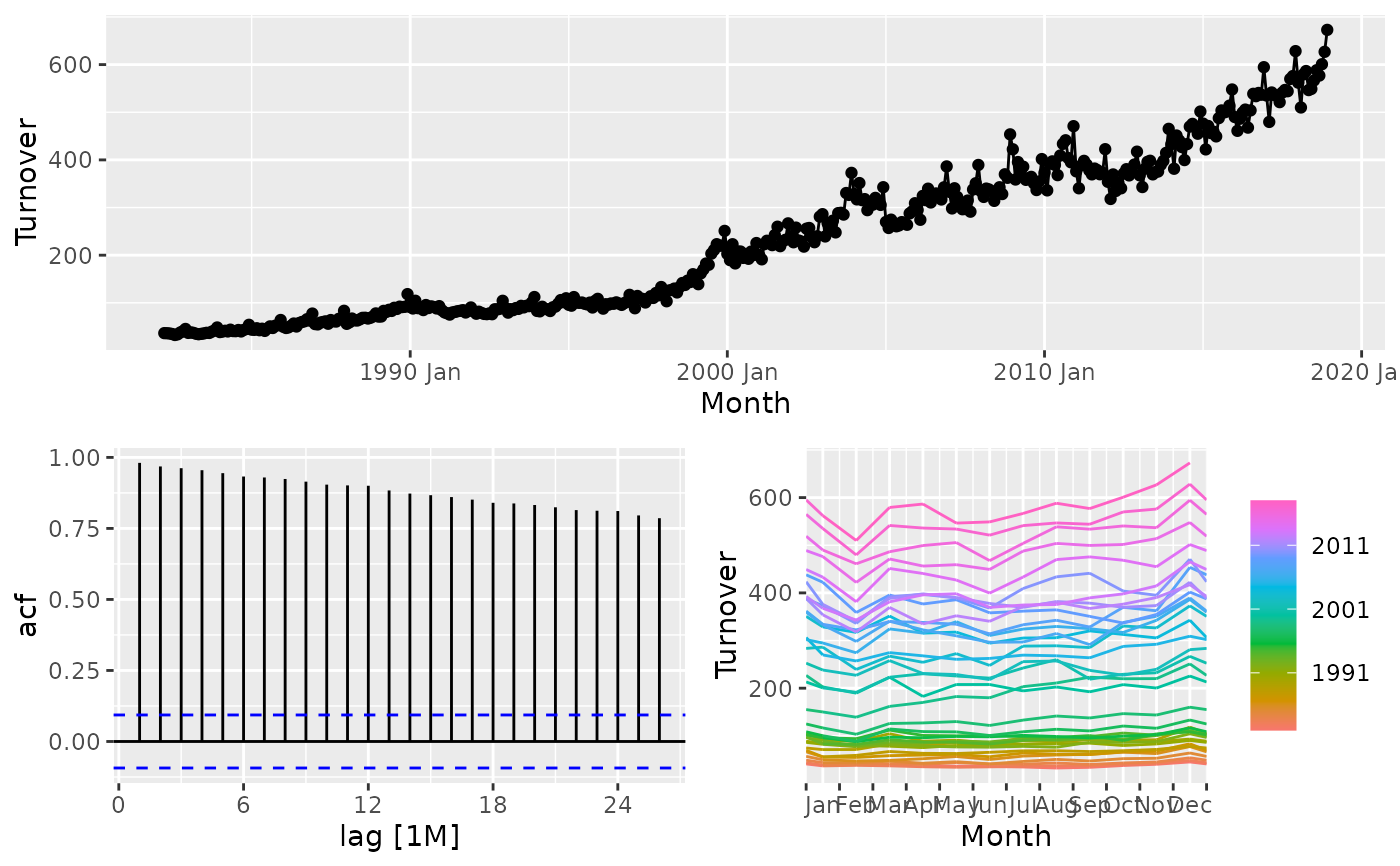 600
400
200
Turnover
1990 Jan
2000 Jan
2010 Jan
2020 Ja
Month
1.00
0.75
0.50
0.25
0.00
acf
0
6
12
18
24
lag [1M]
600
400
200
Turnover
Jan Feb Mar Apr May Jun Jul Aug Sep Oct Nov Dec
Month
2011
2001
1991